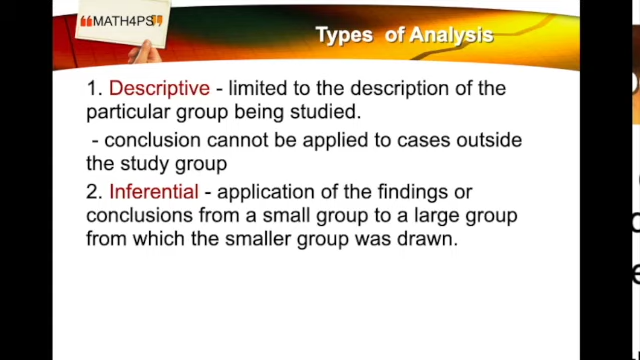 ❝MATH4PS❞
Types of Analysis
1. Descriptive - limited to the description of the
particular group being studied.
- conclusion cannot be applied to cases outside
the study group
2. Inferential - application of the findings or
conclusions from a small group to a large group
from which the smaller group was drawn.